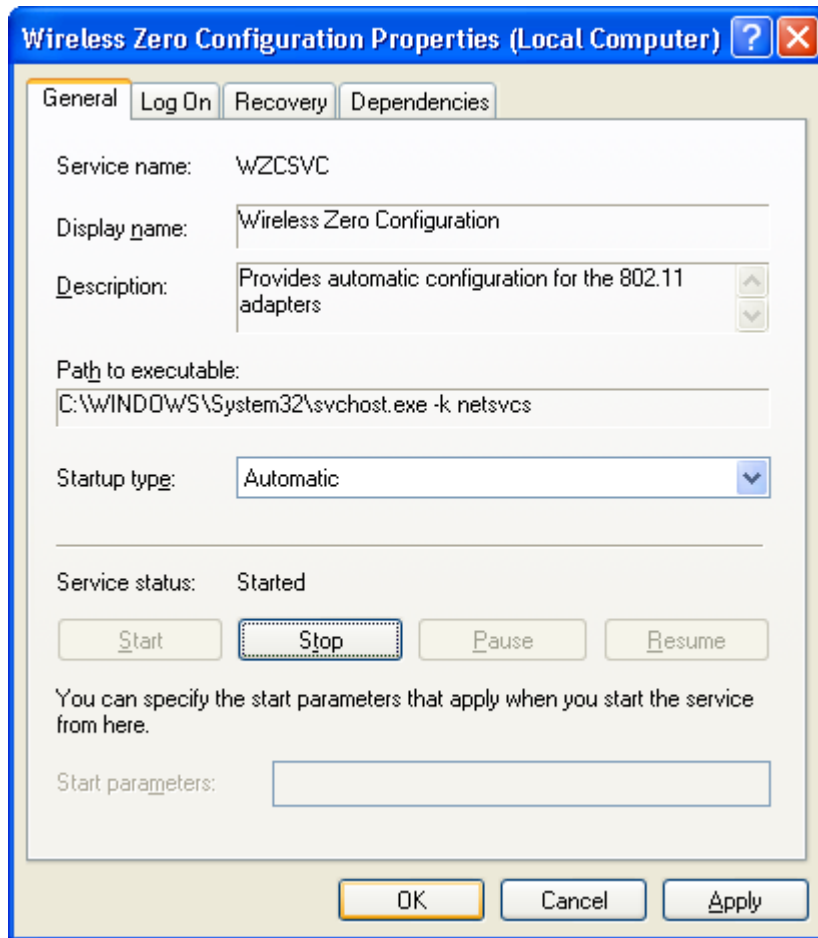 Wireless Zero Configuration Properties (Local Computer) ?
General Log On Recovery Dependencies
Service name: WZCSVC
Display name: Wireless Zero Configuration
Description: Provides automatic configuration for the 802.11
adapters
Path to executable:
C:\WINDOWS\System32\svchost.exe -k netsvcs
Startup type: Automatic
Service status: Started
Start Stop Pause Resume
You can specify the start parameters that apply when you start the service
from here.
Start parameters:
OK Cancel Apply